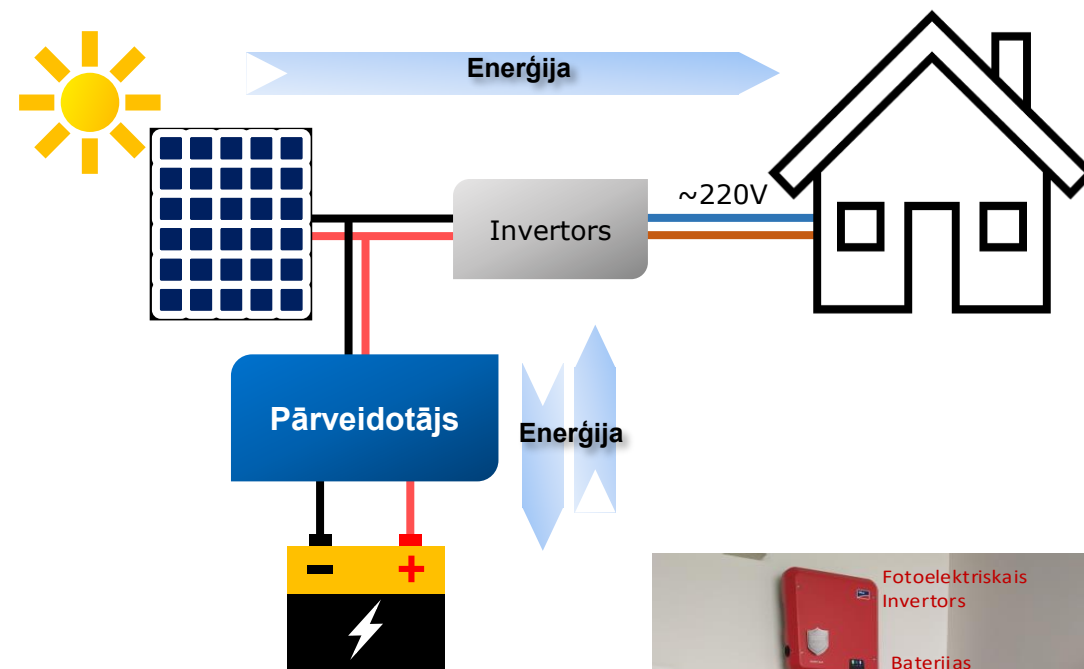 Enerģija
~220V
Invertors
Pārveidotājs
Enerģija
- +
Fotoelektriskais
Invertors
Baterijas